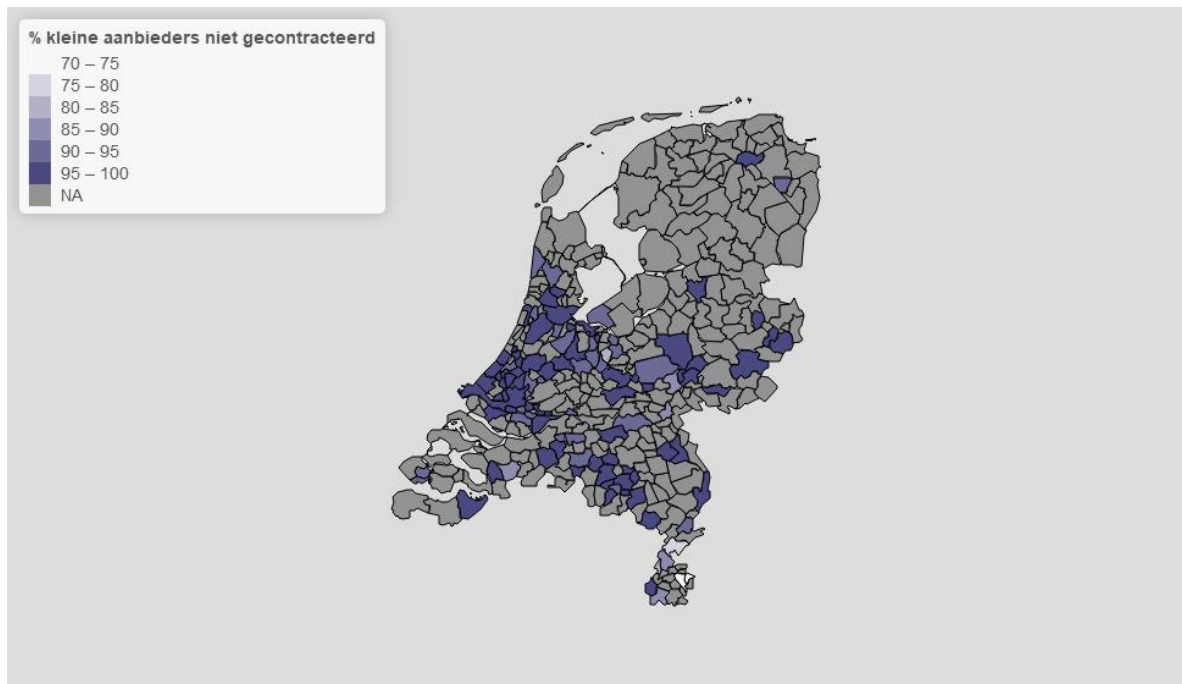 % kleine aanbieders niet gecontracteerd
70 – 75
75 – 80
80 – 85
85 – 90
90 – 95
95 – 100
NA